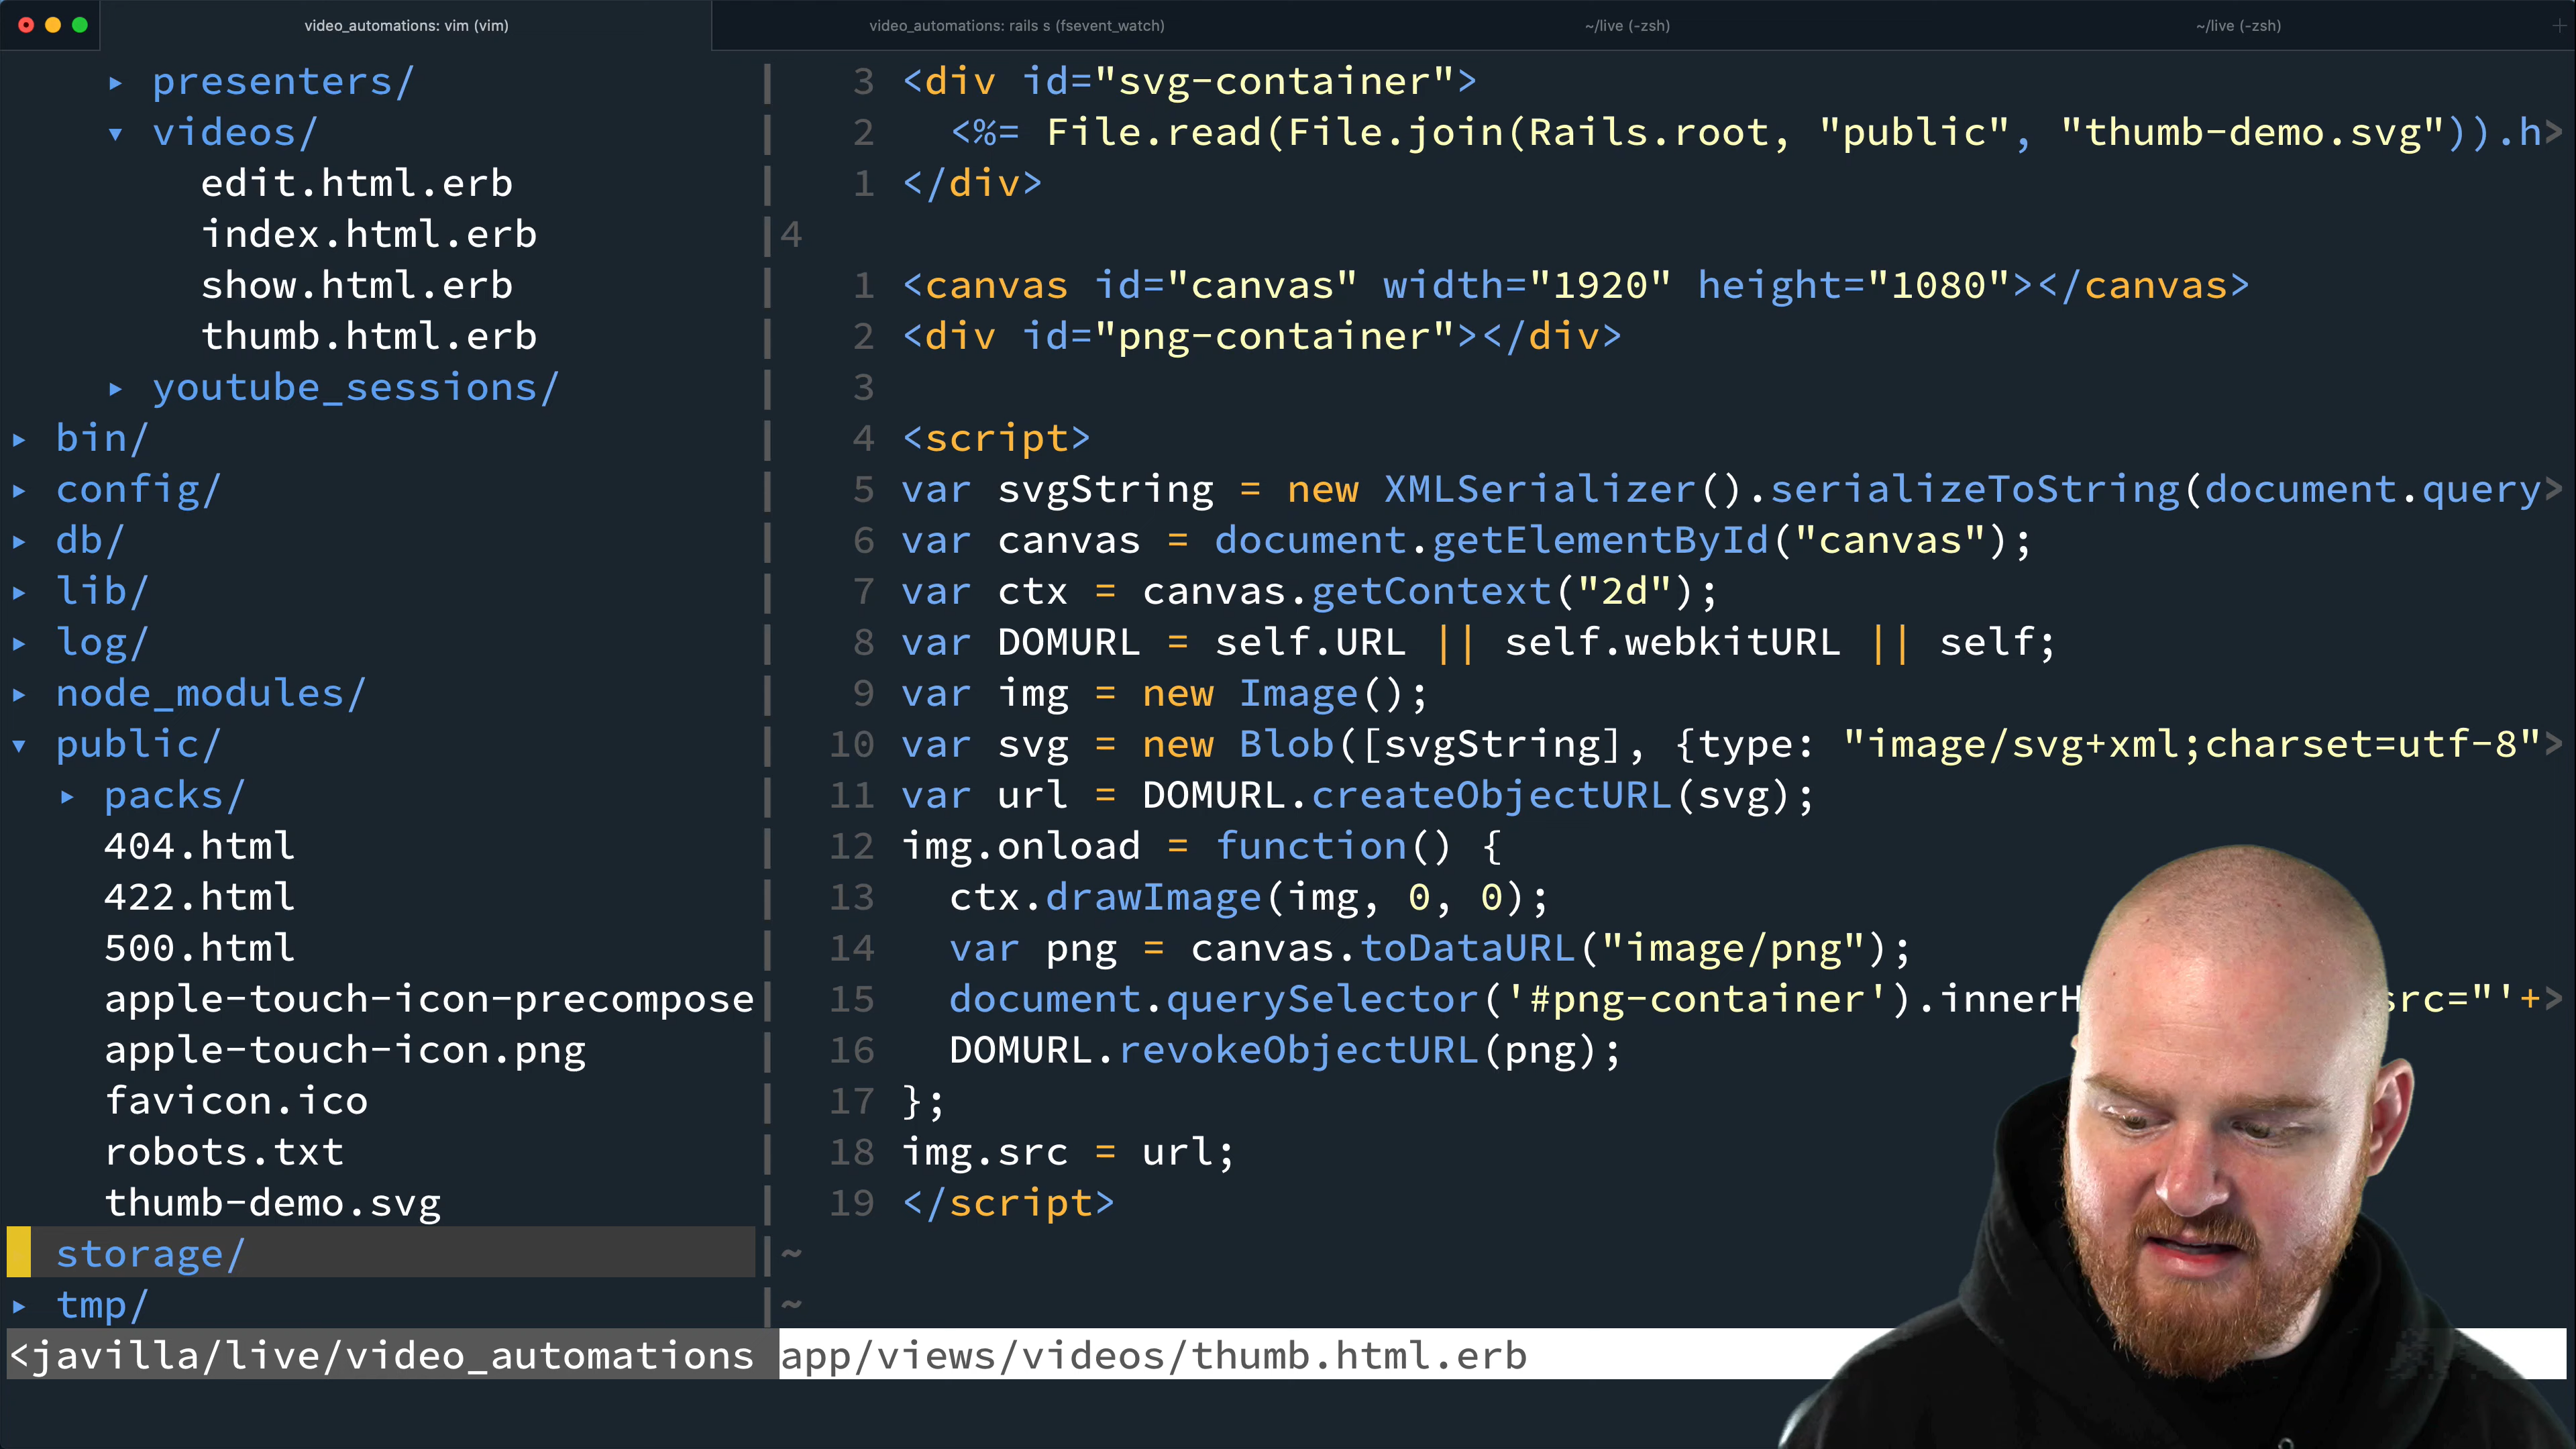 video_automations: vim (vim)
video_automations: rails s (fsevent_watch)
~/live (-zsh)
~/live (-zsh)
▸ presenters/
▾ videos/
edit.html.erb
index.html.erb
show.html.erb
thumb.html.erb
▸ youtube_sessions/
▸ bin/
▸ config/
▸ db/
▸ lib/
▸ log/
▸ node_modules/
▾ public/
▸ packs/
404.html
422.html
500.html
apple-touch-icon-precompose
apple-touch-icon.png
favicon.ico
robots.txt
thumb-demo.svg
storage/
▸ tmp/
<javilla/live/video_automations
3 <div id="svg-container">
2 <%= File.read(File.join(Rails.root, "public", "thumb-demo.svg")).h>
1 </div>
4
1 <canvas id="canvas" width="1920" height="1080"></canvas>
2 <div id="png-container"></div>
3
4 <script>
5 var svgString = new XMLSerializer().serializeToString(document.query>
6 var canvas = document.getElementById("canvas");
7 var ctx = canvas.getContext("2d");
8 var DOMURL = self.URL || self.webkitURL || self;
9 var img = new Image();
10 var svg = new Blob([svgString], {type: "image/svg+xml;charset=utf-8">
11 var url = DOMURL.createObjectURL(svg);
12 img.onload = function() {
13 ctx.drawImage(img, 0, 0);
14 var png = canvas.toDataURL("image/png");
15 document.querySelector('#png-container').innerH src="'+>
16 DOMURL.revokeObjectURL(png);
17 };
18 img.src = url;
19 </script>
~
~
app/views/videos/thumb.html.erb